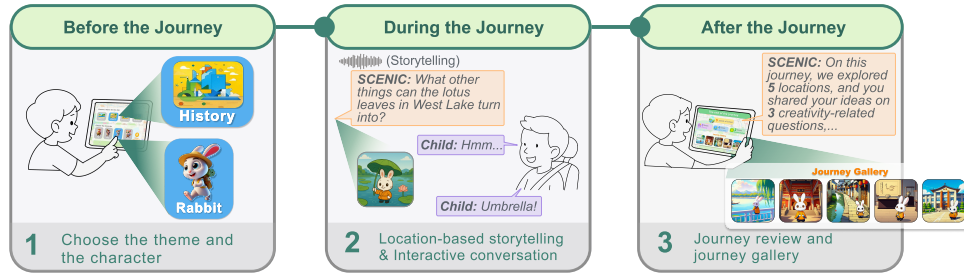 Before the Journey
History
Rabbit
1
Choose the theme and
the character
During the Journey
(Storytelling)
SCENIC: What other
things can the lotus
leaves in West Lake turn
into?
Child: Hmm...
Child: Umbrella!
2
Location-based storytelling
& Interactive conversation
After the Journey
SCENIC: On this
journey, we explored
5 locations, and you
shared your ideas on
3 creativity-related
questions,...
Journey Gallery
3
Journey review and
journey gallery